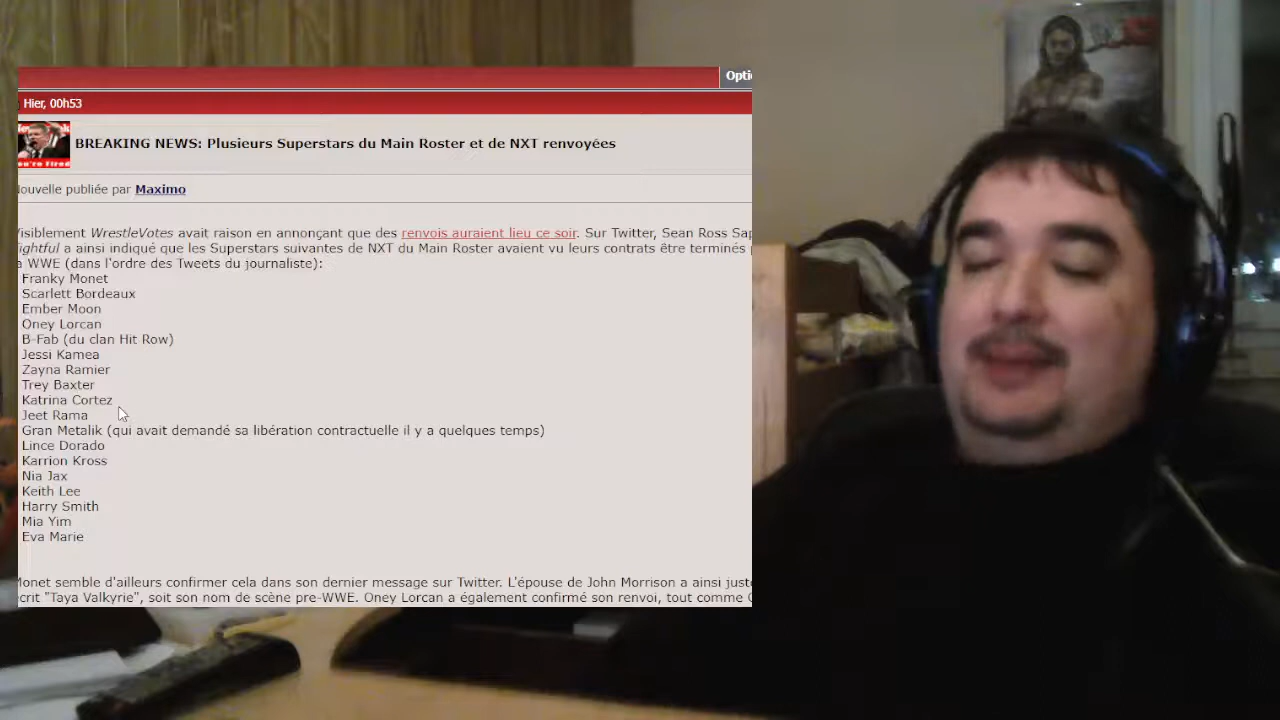 Opti
Hier, 00h53
BREAKING NEWS: Plusieurs Superstars du Main Roster et de NXT renvoyées
You're Fired
ouvelle publiée par Maximo
isiblement WrestleVotes avait raison en annonçant que des renvois auraient lieu ce soir. Sur Twitter, Sean Ross Sap
ightful a ainsi indiqué que les Superstars suivantes de NXT du Main Roster avaient vu leurs contrats être terminés p
a WWE (dans l'ordre des Tweets du journaliste):
Franky Monet
Scarlett Bordeaux
Ember Moon
Oney Lorcan
B-Fab (du clan Hit Row)
Jessi Kamea
Zayna Ramier
Trey Baxter
Katrina Cortez
Jeet Rama
Gran Metalik (qui avait demandé sa libération contractuelle il y a quelques temps)
Lince Dorado
Karrion Kross
Nia Jax
Keith Lee
Harry Smith
Mia Yim
Eva Marie
Monet semble d'ailleurs confirmer cela dans son dernier message sur Twitter. L'épouse de John Morrison a ainsi just
crit "Taya Valkyrie", soit son nom de scène pre-WWE. Oney Lorcan a également confirmé son renvoi, tout comme